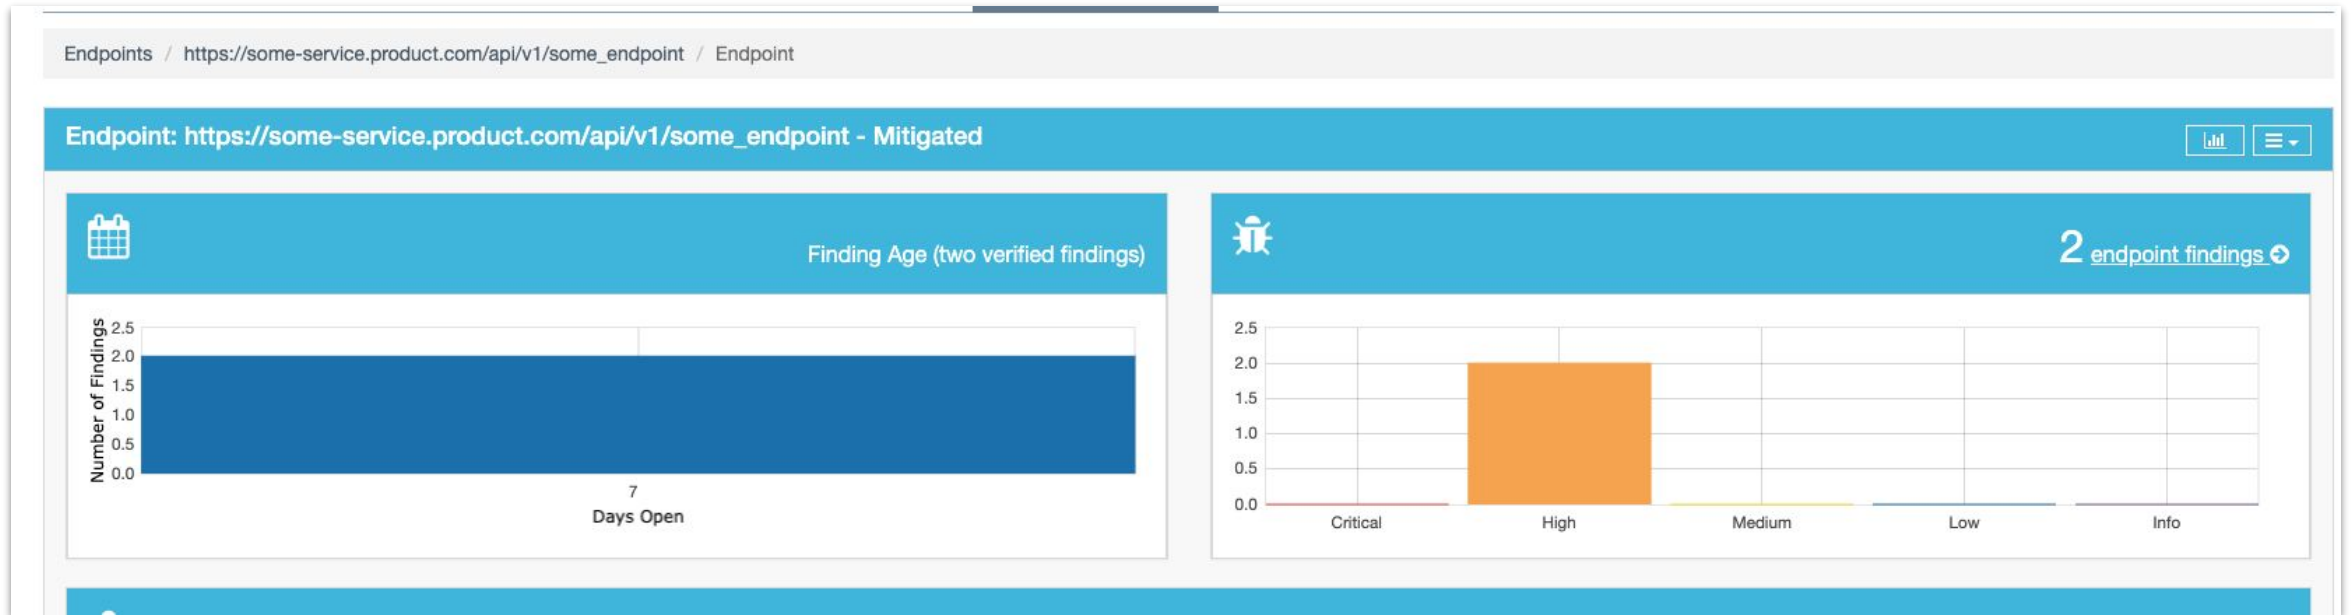 Endpoints / https://some-service.product.com/api/v1/some_endpoint / Endpoint
Endpoint: https://some-service.product.com/api/v1/some_endpoint - Mitigated
Finding Age (two verified findings)
2 endpoint findings
Number of Findings
2.5
2.0
1.5
1.0
0.5
0.0
7
Days Open
2.5
2.0
1.5
1.0
0.5
0.0
Critical High Medium Low Info